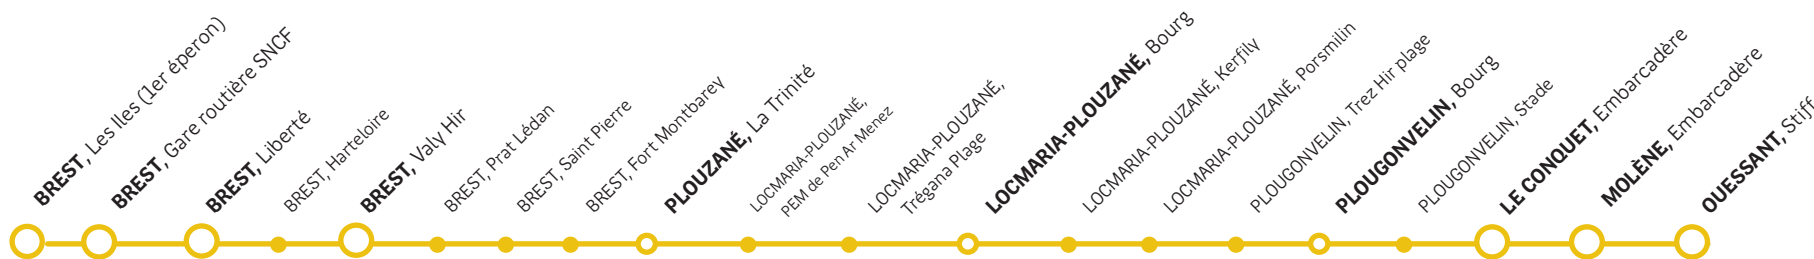 BREST, Les Iles (1er éperon)
BREST, Gare routière SNCF
BREST, Liberté
BREST, Harteloire
BREST, Valy Hir
BREST, Prat Lédan
BREST, Saint Pierre
BREST, Fort Montbarey
PLOUZANÉ, La Trinité
LOCMARIA-PLOUZANÉ,
PEM de Pen Ar Menez
LOCMARIA-PLOUZANÉ,
Trégana Plage
LOCMARIA-PLOUZANÉ, Bourg
LOCMARIA-PLOUZANÉ, Kerfily
LOCMARIA-PLOUZANÉ, Porsmilin
PLOUGONVELIN, Trez Hir plage
PLOUGONVELIN, Bourg
PLOUGONVELIN, Stade
LE CONQUET, Embarcadère
MOLÈNE, Embarcadère
OUESSANT, Stiff